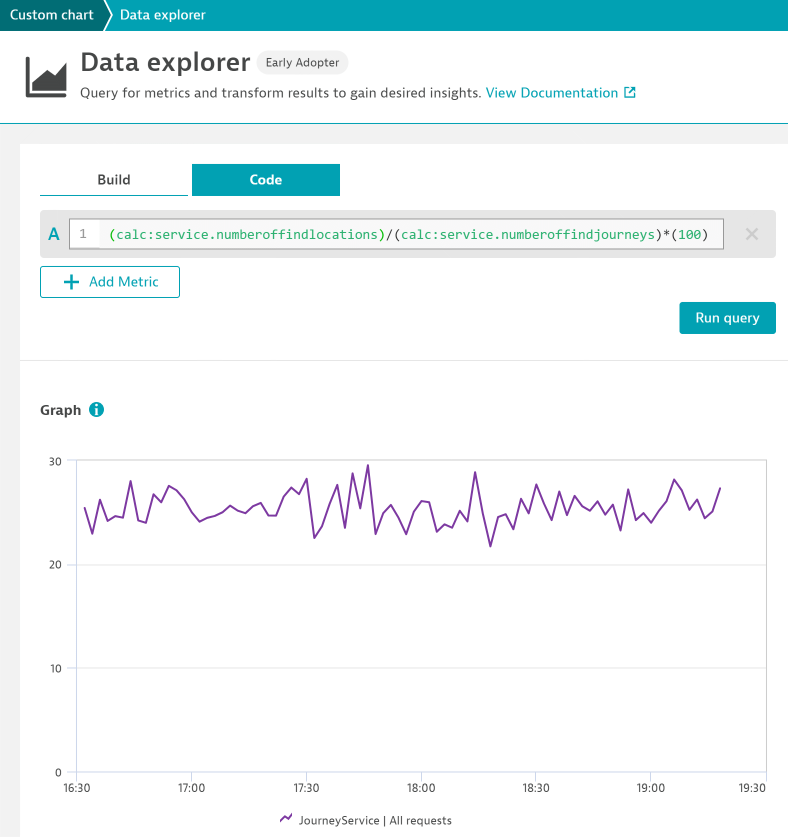 Custom chart Data explorer
Data explorer Early Adopter
Query for metrics and transform results to gain desired insights. View Documentation
Build Code
A 1 (calc:service.numberoffindlocations)/(calc:service.numberoffindjourneys)*(100)
Add Metric
Run query
Graph
30
20
10
0
16:30 17:00 17:30 18:00 18:30 19:00 19:30
JourneyService | All requests